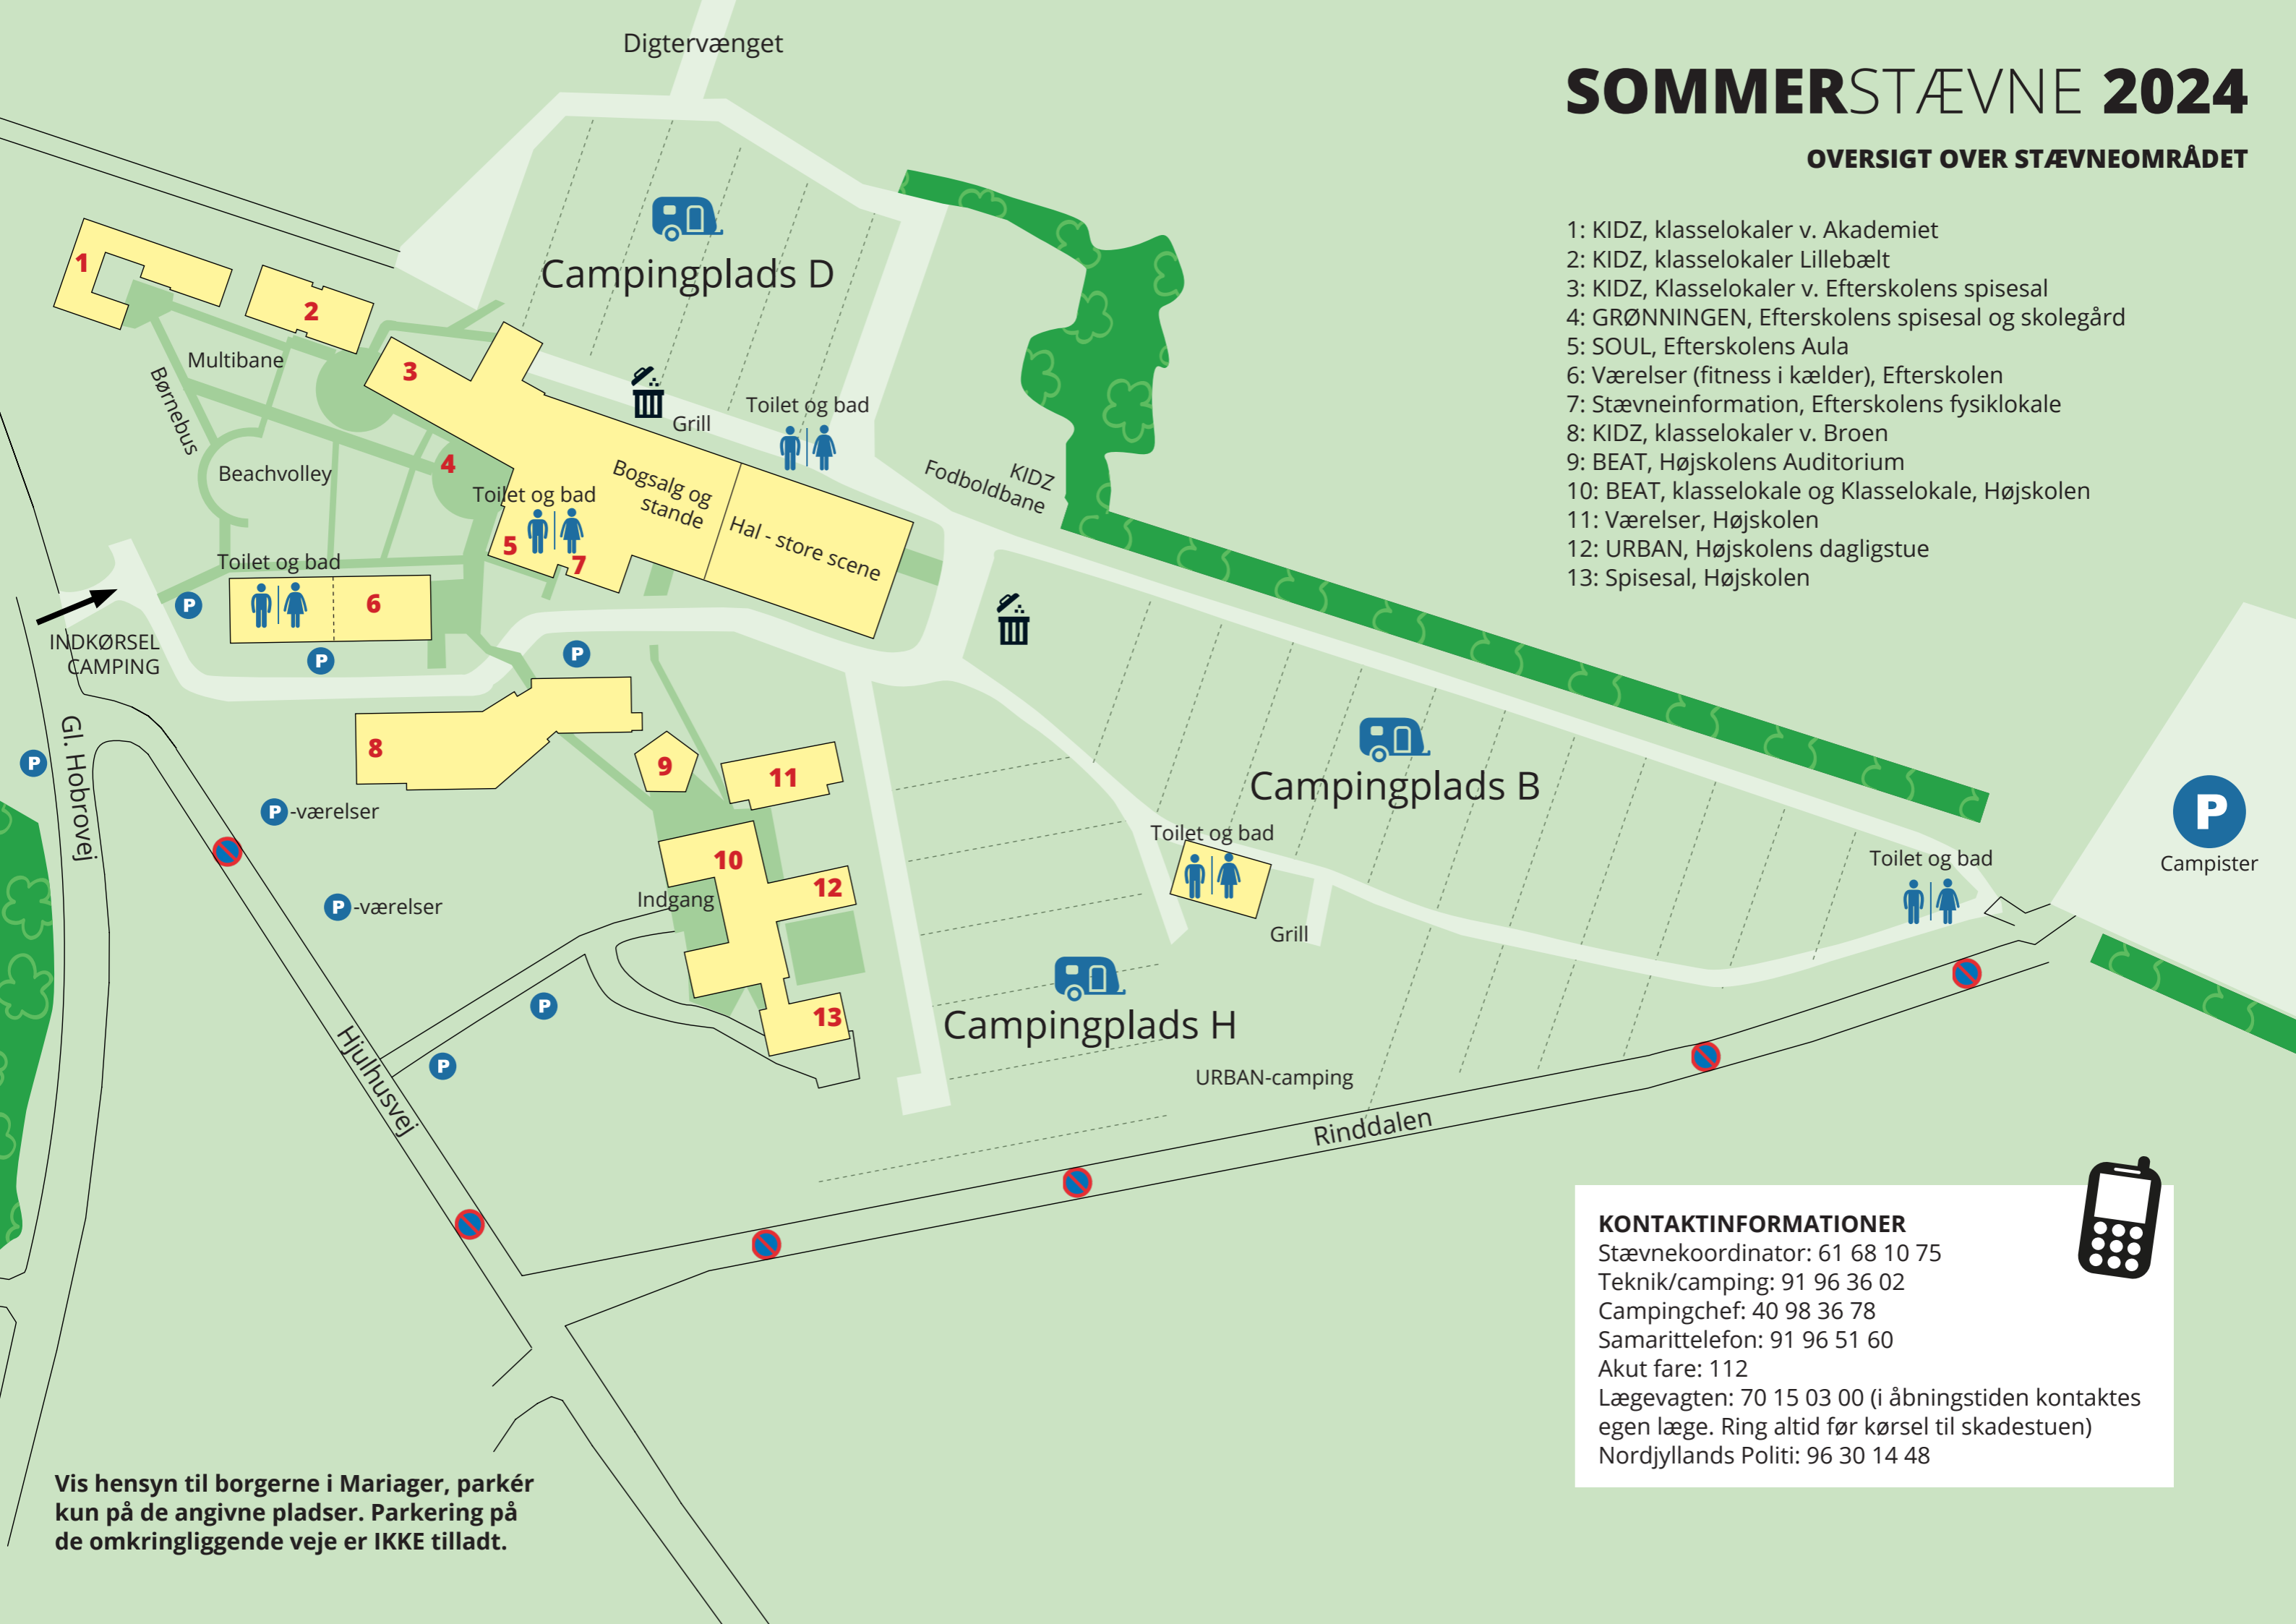 Digtervænget
SOMMERSTÆVNE 2024
OVERSIGT OVER STÆVNEOMRÅDET
1: KIDZ, klasselokaler v. Akademiet
2: KIDZ, klasselokaler Lillebælt
3: KIDZ, Klasselokaler v. Efterskolens spisesal
4: GRØNNINGEN, Efterskolens spisesal og skolegård
5: SOUL, Efterskolens Aula
6: Værelser (fitness i kælder), Efterskolen
7: Stævneinformation, Efterskolens fysiklokale
8: KIDZ, klasselokaler v. Broen
9: BEAT, Højskolens Auditorium
10: BEAT, klasselokale og Klasselokale, Højskolen
11: Værelser, Højskolen
12: URBAN, Højskolens dagligstue
13: Spisesal, Højskolen
Campingplads D
1
2
3
Multibane
Børnebus
Grill
Toilet og bad
4
Beachvolley
Toilet og bad
Bogsalg og
stande
Hal - store scene
KIDZ
Fodboldbane
5
7
Toilet og bad
6
P
P
P
INDKØRSEL
CAMPING
Gl. Hobrovej
P
8
9
11
P-værelser
P-værelser
10
12
Indgang
13
P
P
Hjulhusvej
Campingplads B
Toilet og bad
Grill
Toilet og bad
P
Campister
Campingplads H
URBAN-camping
Rinddalen
KONTAKTINFORMATIONER
Stævnekoordinator: 61 68 10 75
Teknik/camping: 91 96 36 02
Campingchef: 40 98 36 78
Samarittelefon: 91 96 51 60
Akut fare: 112
Lægevagten: 70 15 03 00 (i åbningstiden kontaktes
egen læge. Ring altid før kørsel til skadestuen)
Nordjyllands Politi: 96 30 14 48
Vis hensyn til borgerne i Mariager, parkér
kun på de angivne pladser. Parkering på
de omkringliggende veje er IKKE tilladt.